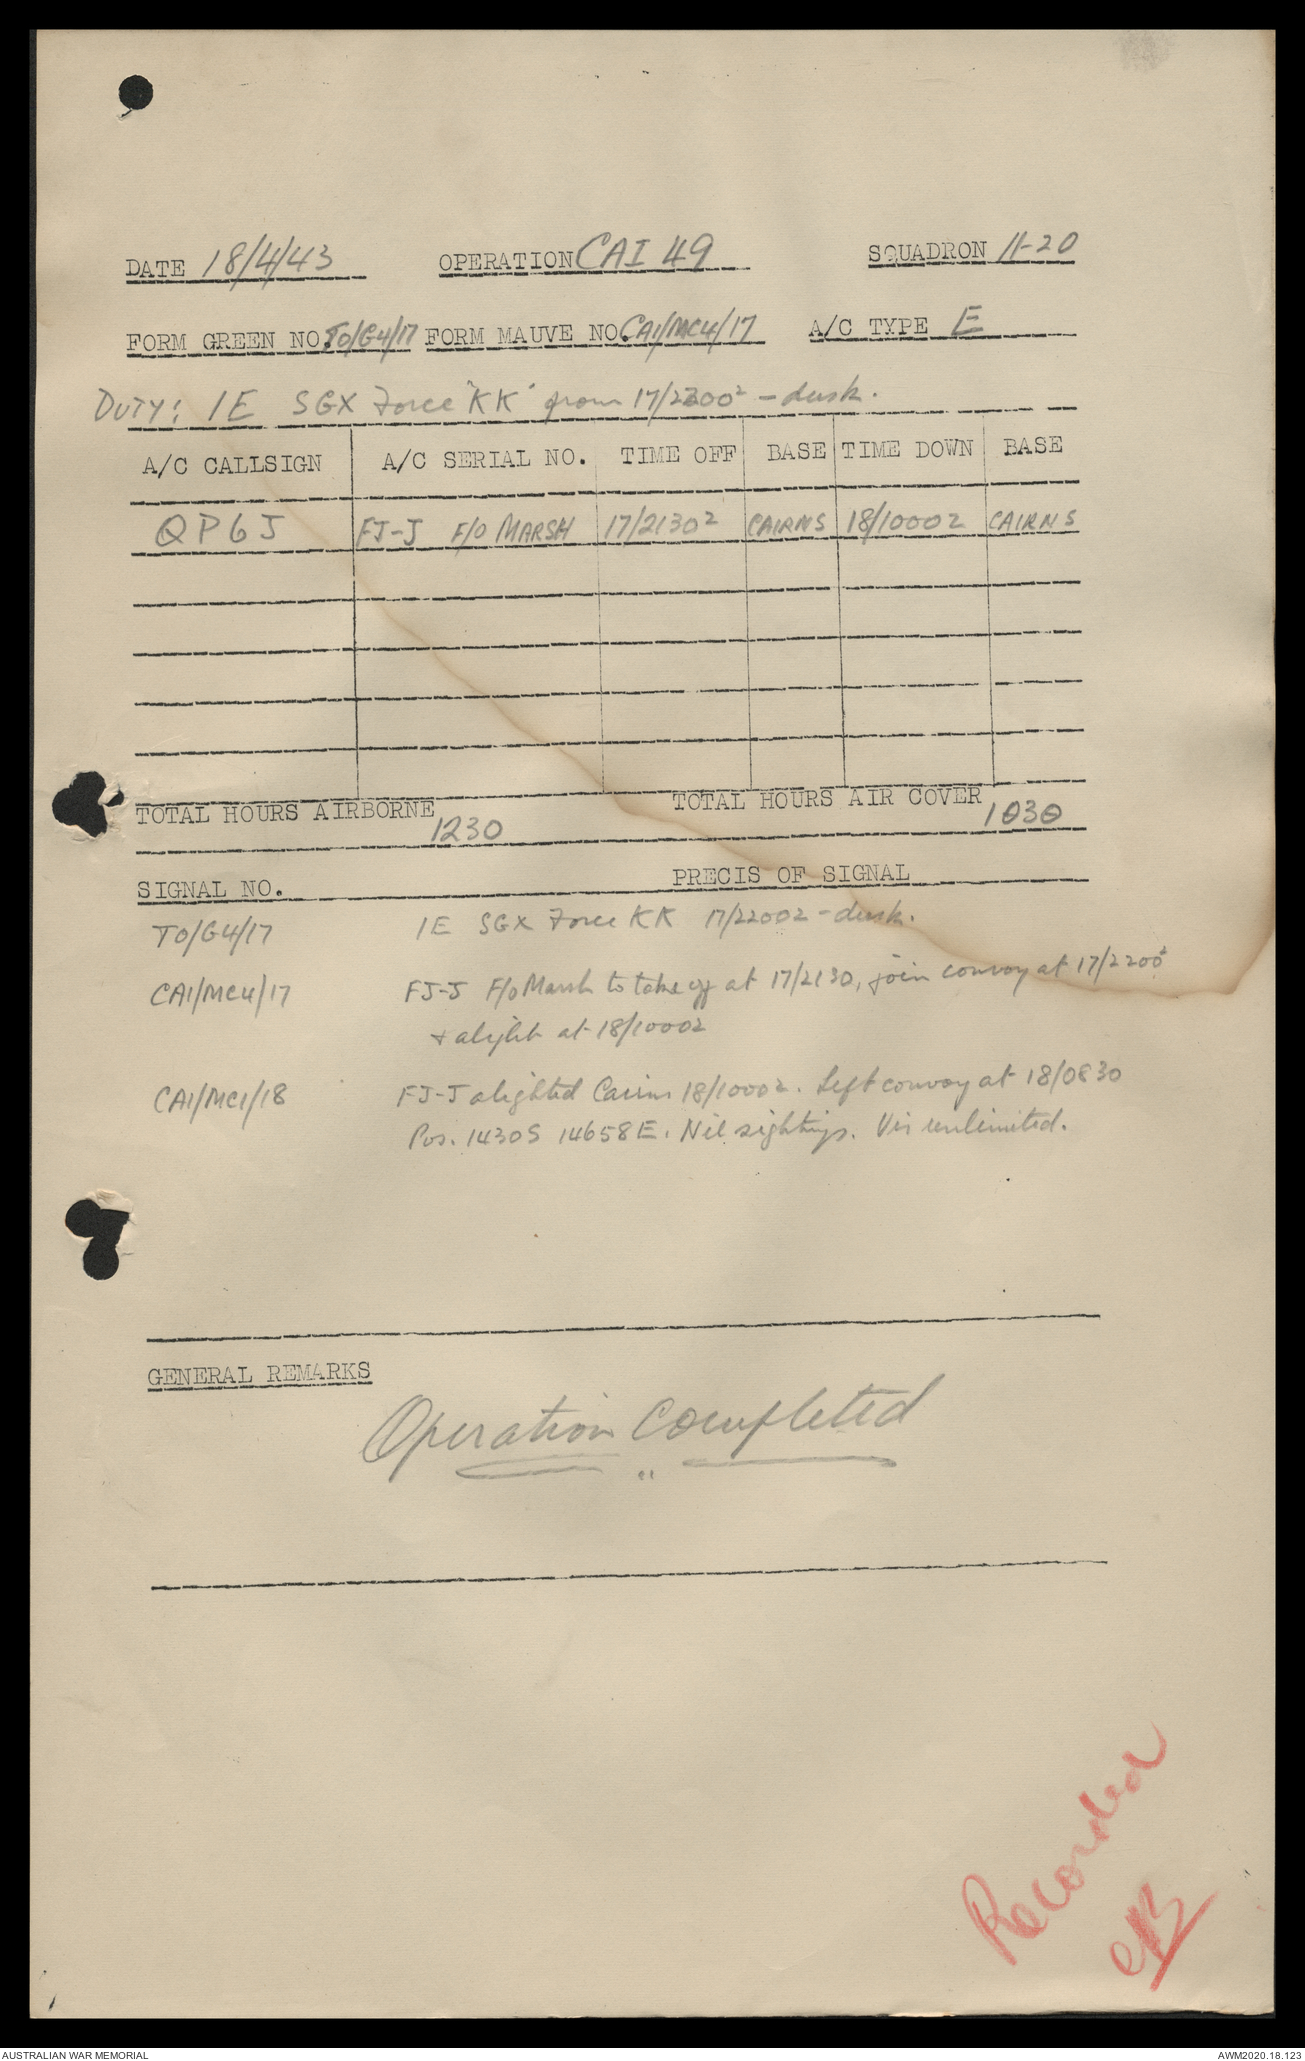 DATE 18/4/43 OPERATION CAI 49 SQUADRON 11-20
FORM GREEN NO. TO/G4/17 FORM MAUVE NO. CAI/MC4/17 A/C TYPE E
DUTY: 1E SGX Force "KK" from 17/2200Z - dusk.
A/C CALLSIGN A/C SERIAL NO. TIME OFF BASE TIME DOWN BASE
QP6J FJ-J F/O MARSH 17/2130Z CAIRNS 18/1000Z CAIRNS
TOTAL HOURS AIRBORNE 1230 TOTAL HOURS AIR COVER 1030
SIGNAL NO. PRECIS OF SIGNAL
TO/G4/17 1E SGX Force KK 17/2200Z - dusk.
CAI/MC4/17 FJ-J F/O Marsh to take off at 17/2130, join convoy at 17/2200Z
& alight at 18/1000Z
CAI/MC1/18 FJ-J alighted Cairns 18/1000Z. Left convoy at 18/0830
Pos. 1430S 14658E. Nil sightings. Vis unlimited.
GENERAL REMARKS
Operation Completed
Recorded
AUSTRALIAN WAR MEMORIAL AWM2020.18.123